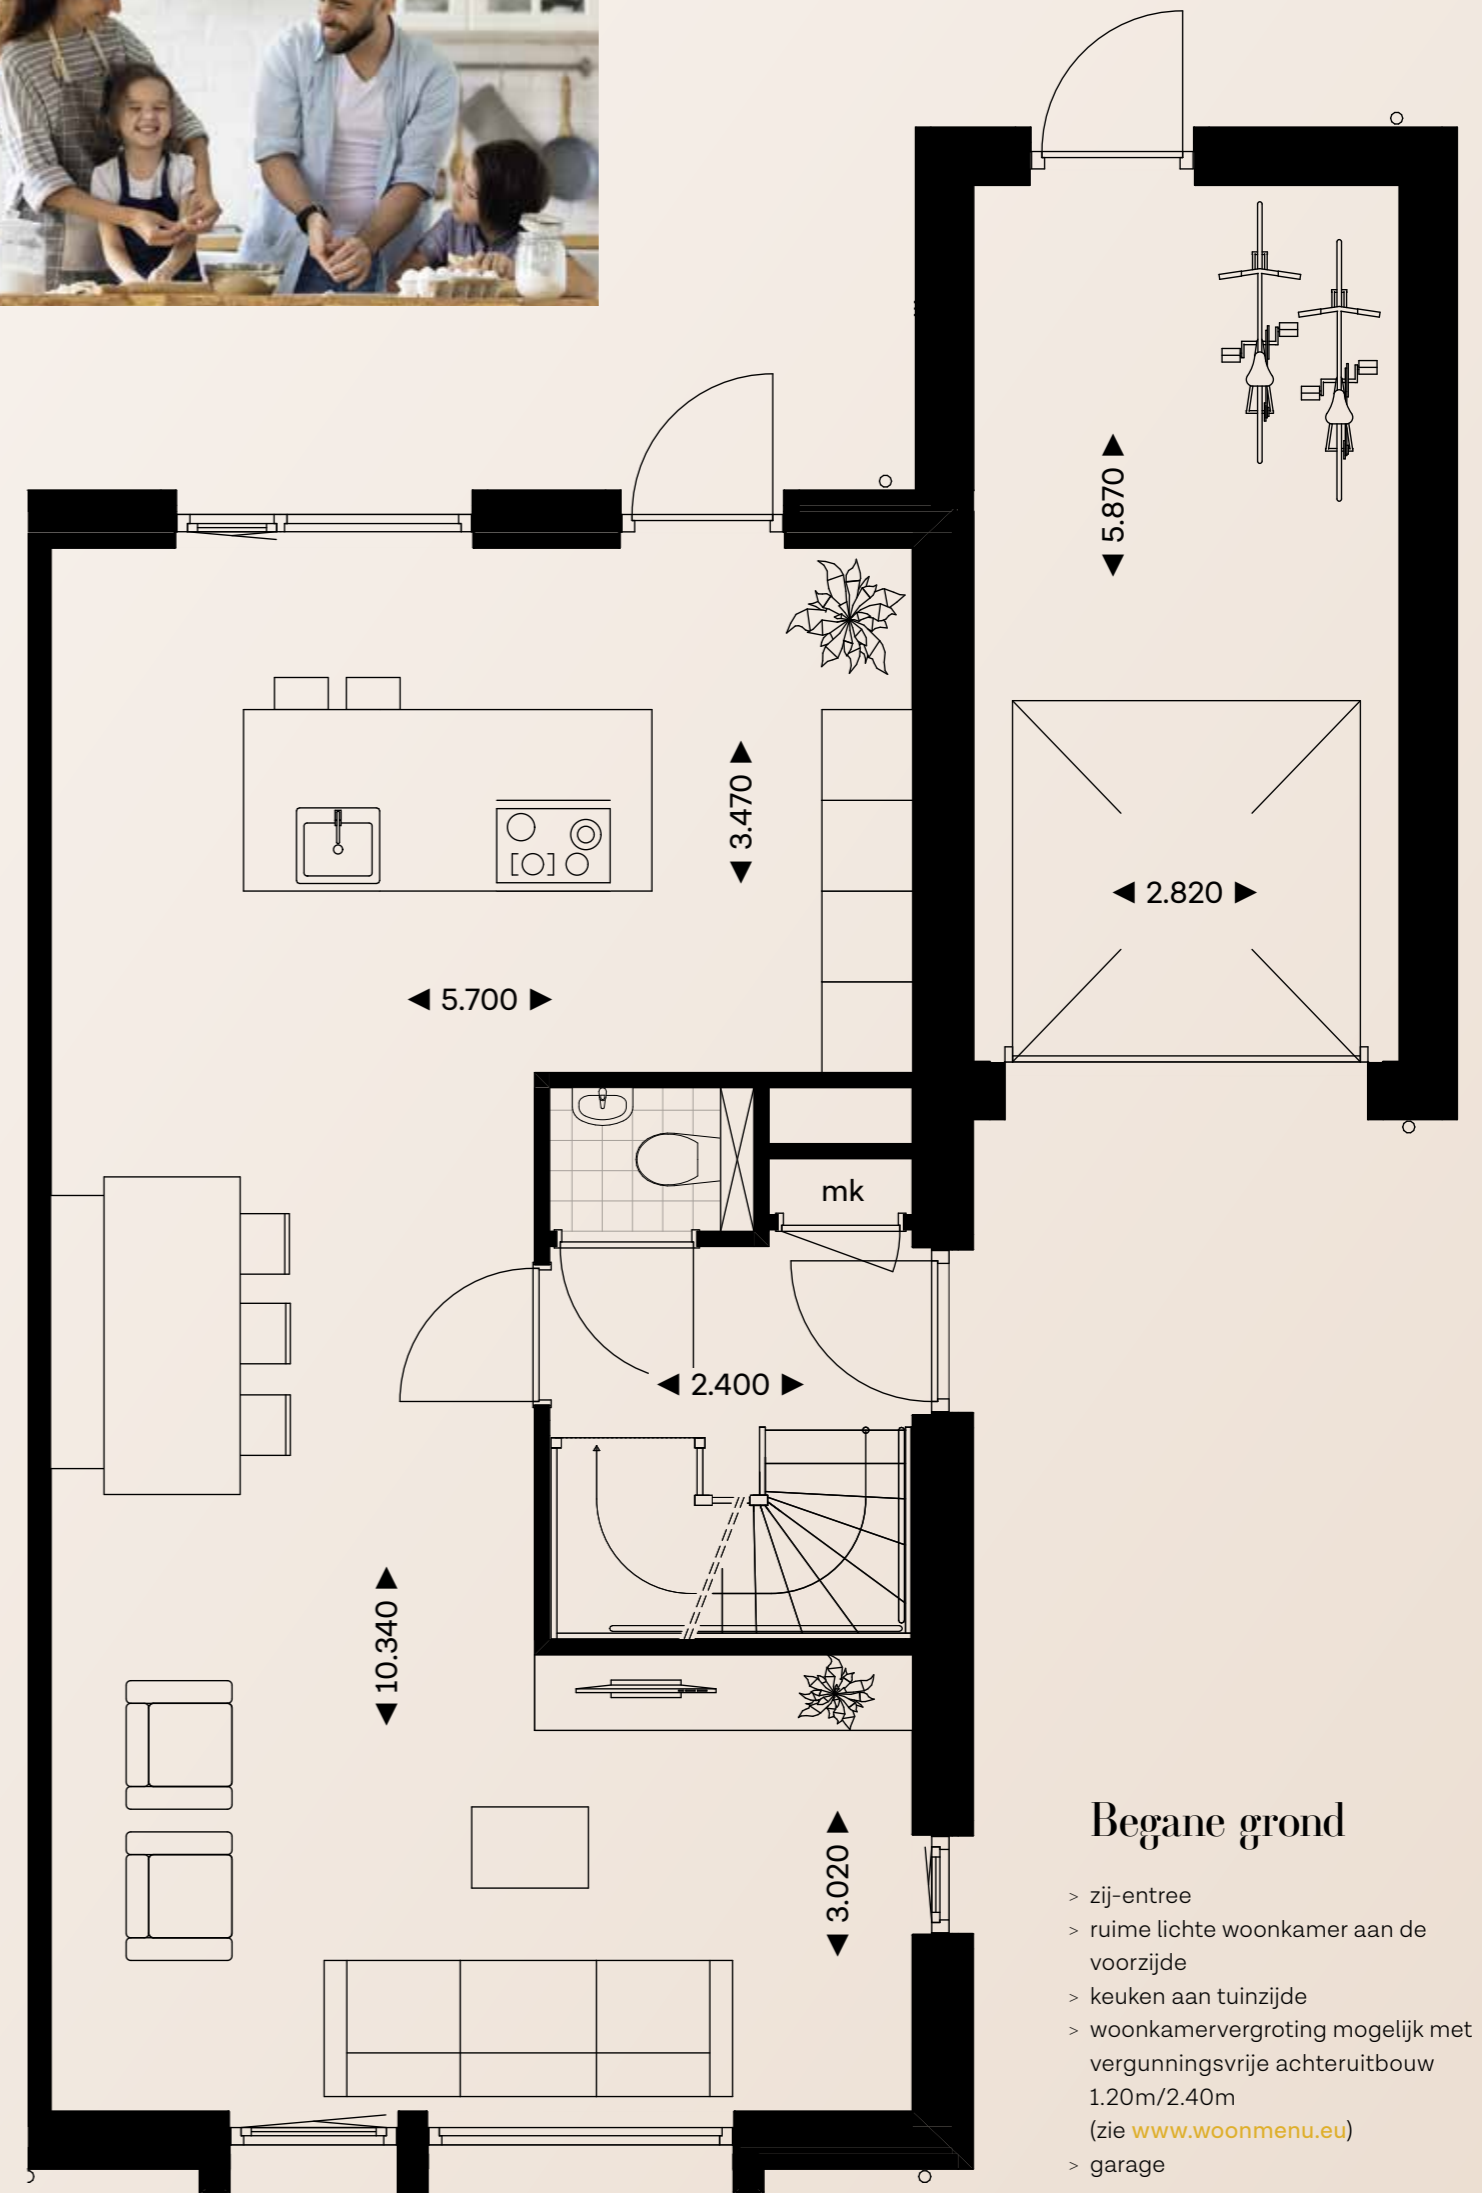 ◀ 5.870 ▶
◀ 3.470 ▶
◀ 2.820 ▶
◀ 5.700 ▶
mk
◀ 2.400 ▶
◀ 10.340 ▶
◀ 3.020 ▶
Begane grond
> zij-entree
> ruime lichte woonkamer aan de
voorzijde
> keuken aan tuinzijde
> woonkamervergroting mogelijk met
vergunningsvrije achteruitbouw
1.20m/2.40m
(zie www.woonmenu.eu)
> garage